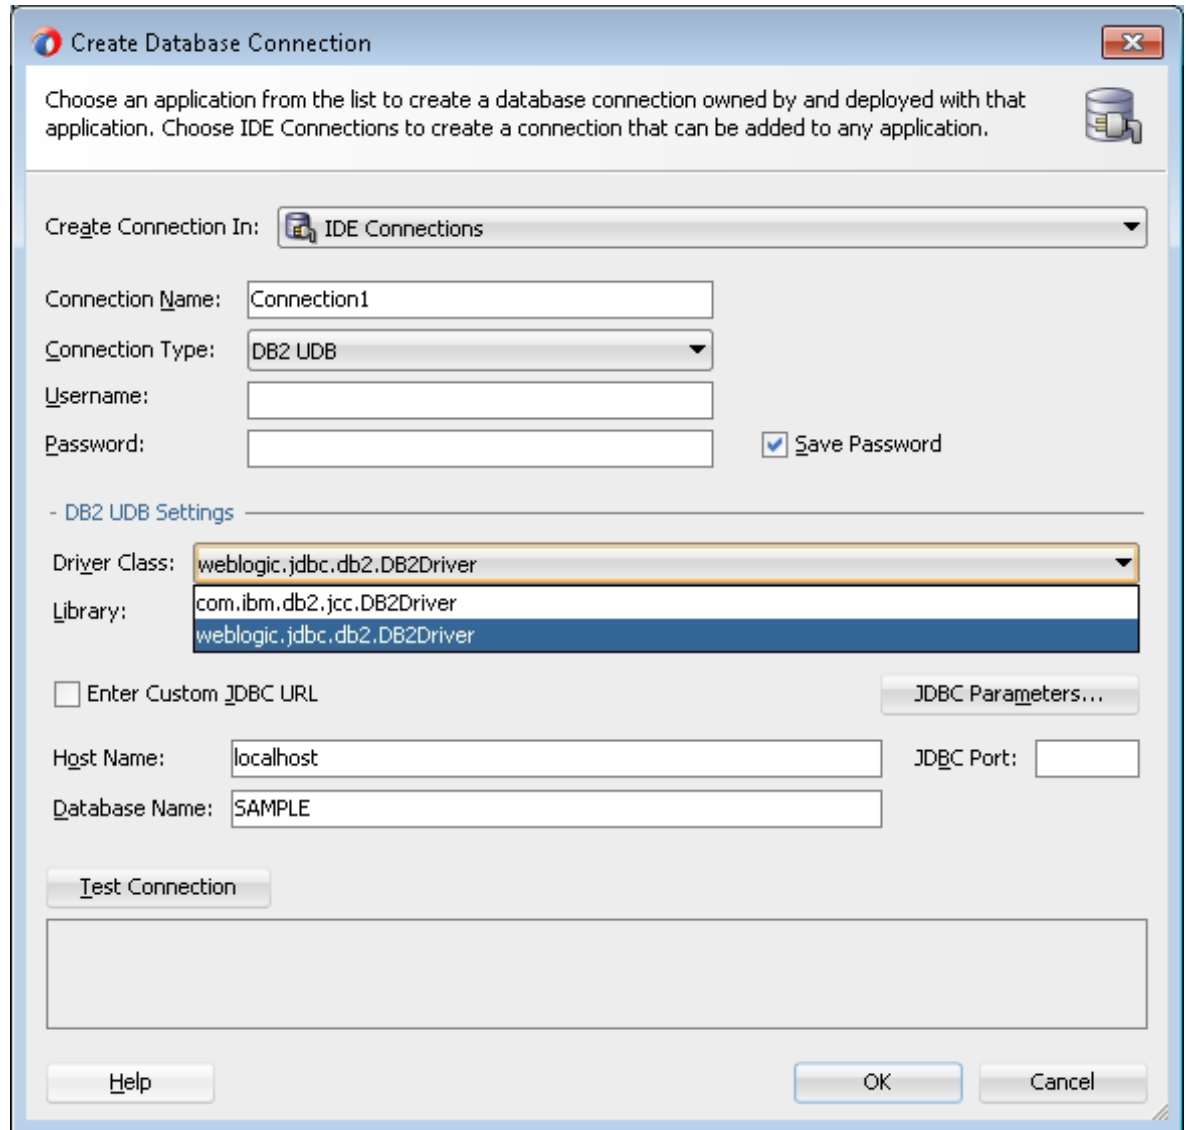 Create Database Connection
Choose an application from the list to create a database connection owned by and deployed with that
application. Choose IDE Connections to create a connection that can be added to any application.
Create Connection In: IDE Connections
Connection Name: Connection1
Connection Type: DB2 UDB
Username:
Password: Save Password
- DB2 UDB Settings
Driver Class: weblogic.jdbc.db2.DB2Driver
com.ibm.db2.jcc.DB2Driver
Library:
weblogic.jdbc.db2.DB2Driver
Enter Custom JDBC URL JDBC Parameters...
Host Name: localhost JDBC Port:
Database Name: SAMPLE
Test Connection
Help OK Cancel